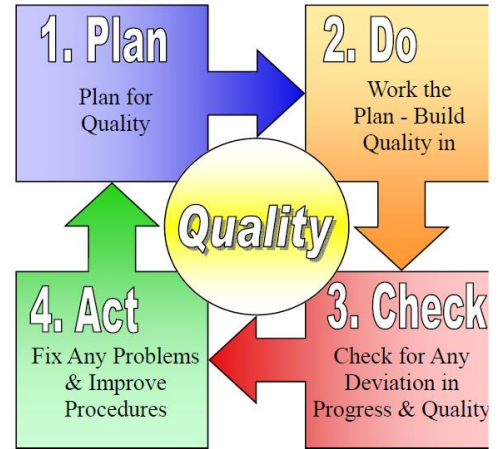 1. Plan
Plan for
Quality
2. Do
Work the
Plan - Build
Quality in
Quality
3. Check
Check for Any
Deviation in
Progress & Quality
4. Act
Fix Any Problems
& Improve
Procedures